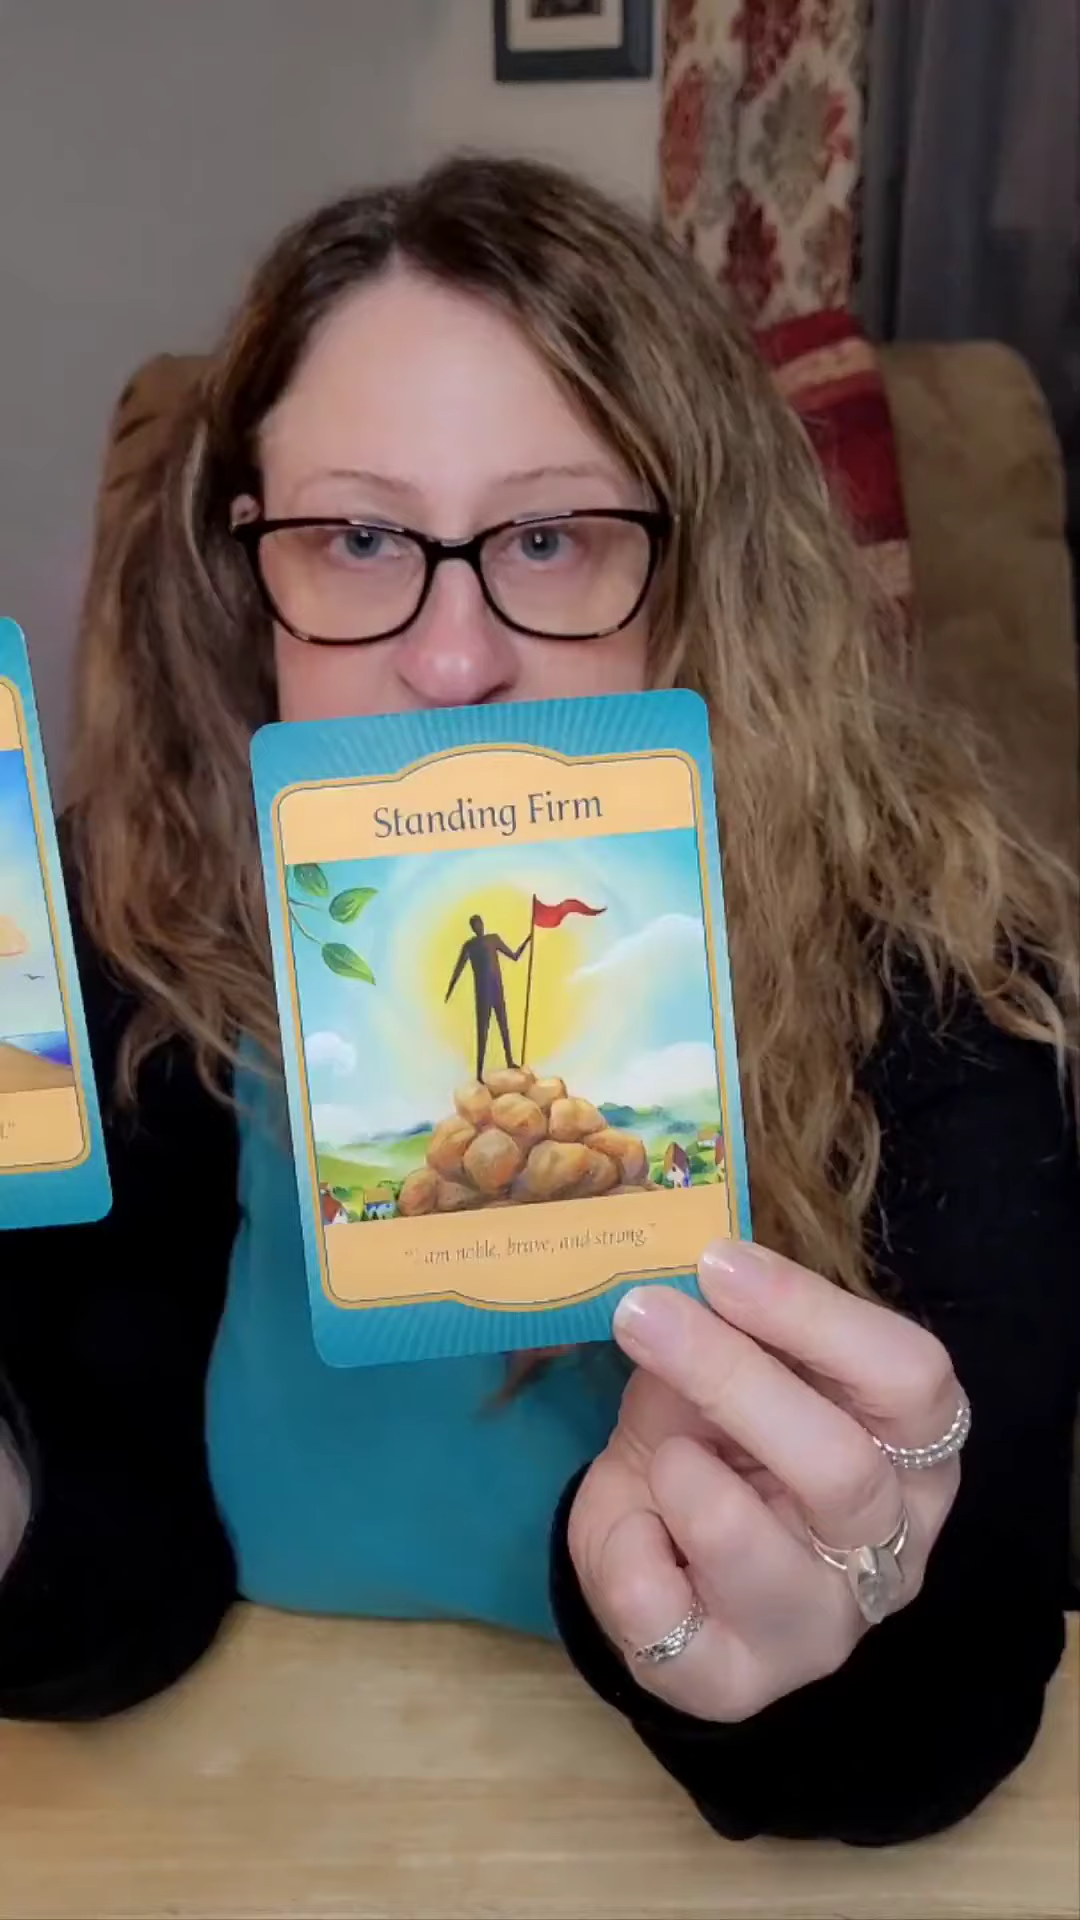 Standing Firm
"I am noble, brave, and strong."